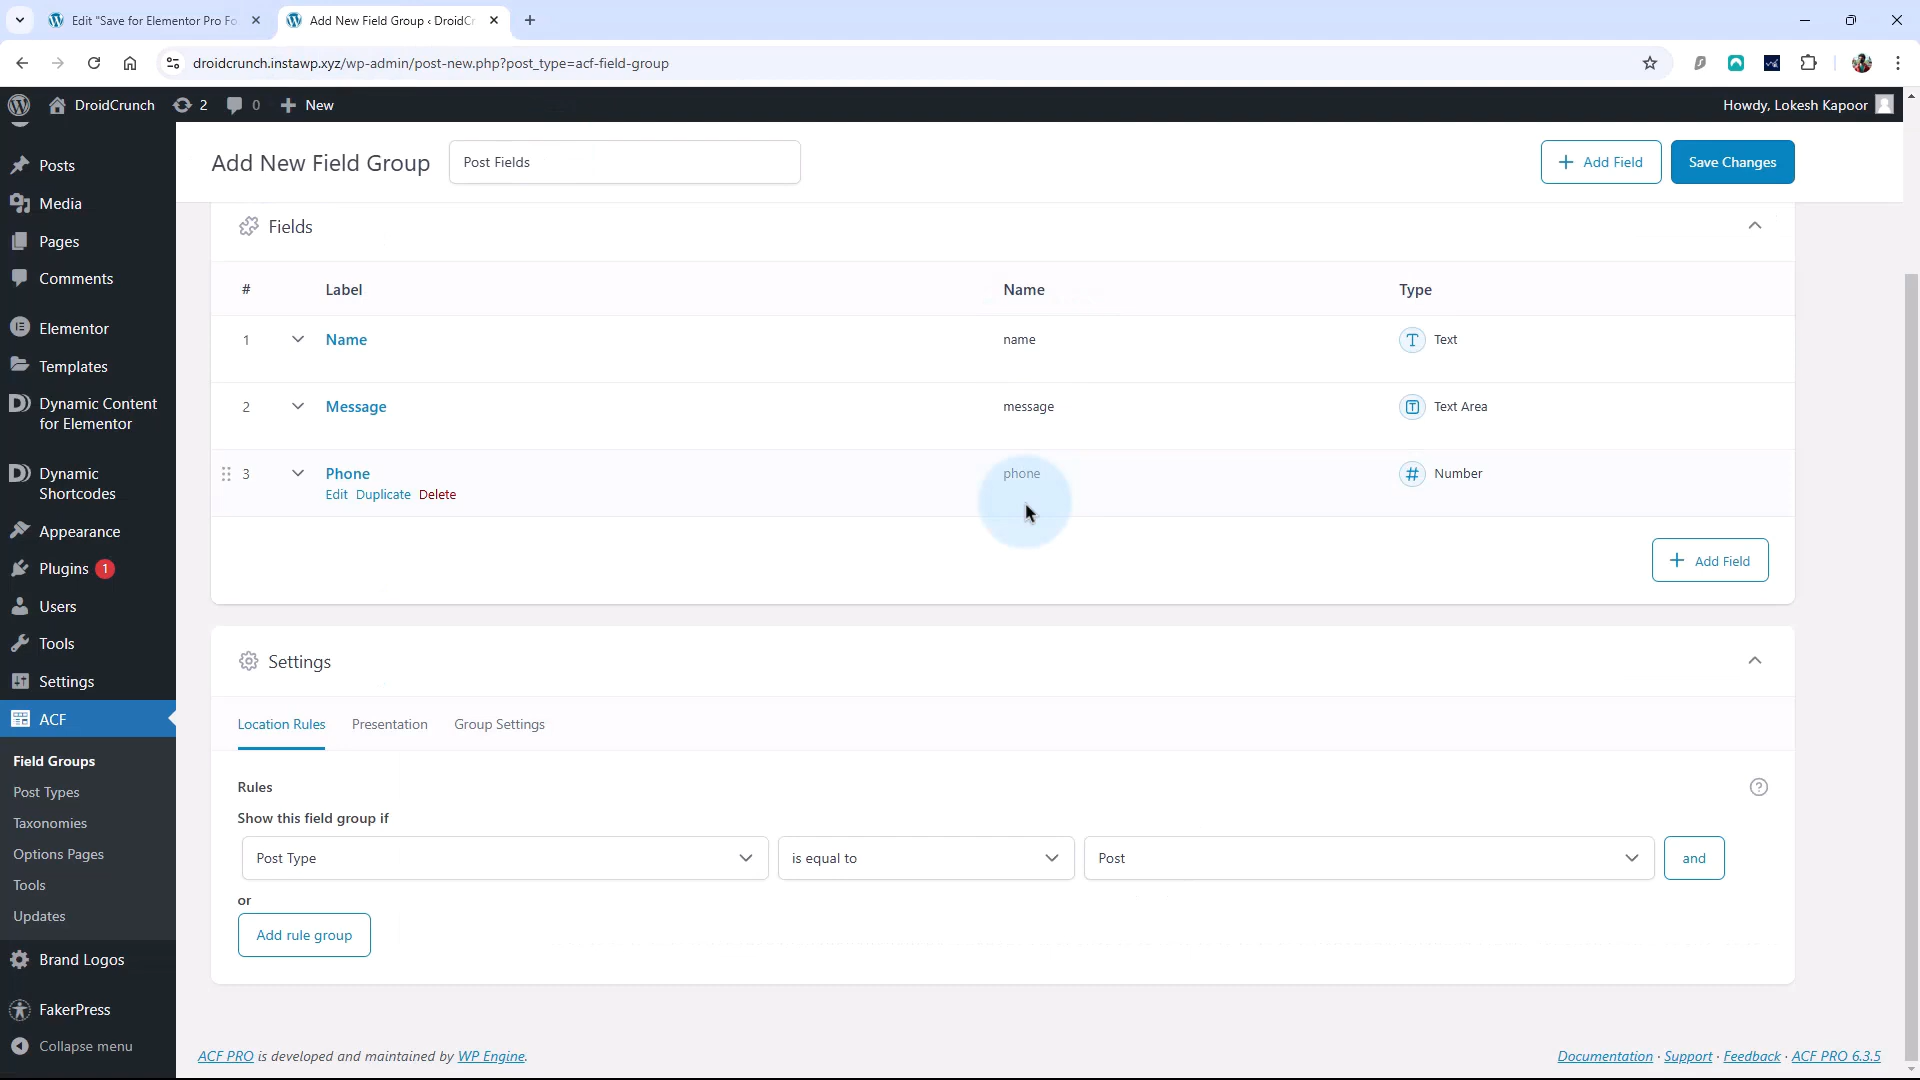 Edit "Save for Elementor Pro Fo
Add New Field Group ‹ DroidCr
droidcrunch.instawp.xyz/wp-admin/post-new.php?post_type=acf-field-group
DroidCrunch
2
0
New
Howdy, Lokesh Kapoor
Posts
Media
Pages
Comments
Elementor
Templates
Dynamic Content
for Elementor
Dynamic
Shortcodes
Appearance
Plugins 1
Users
Tools
Settings
ACF
Field Groups
Post Types
Taxonomies
Options Pages
Tools
Updates
Brand Logos
FakerPress
Collapse menu
Add New Field Group
Post Fields
Add Field
Save Changes
Fields
# Label Name Type
1 Name name Text
2 Message message Text Area
3 Phone phone Number
Edit Duplicate Delete
Add Field
Settings
Location Rules Presentation Group Settings
Rules
Show this field group if
Post Type is equal to Post and
or
Add rule group
ACF PRO is developed and maintained by WP Engine.
Documentation · Support · Feedback · ACF PRO 6.3.5